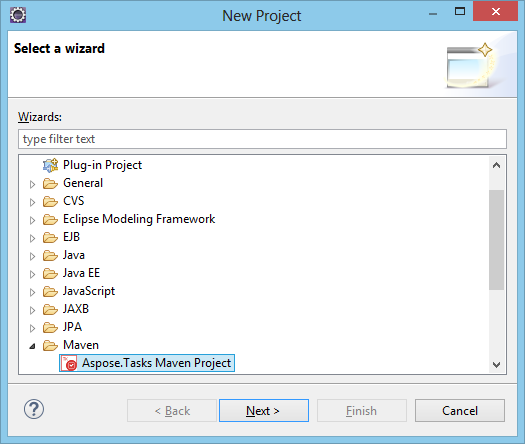 New Project
Select a wizard
Wizards:
type filter text
Plug-in Project
General
CVS
Eclipse Modeling Framework
EJB
Java
Java EE
JavaScript
JAXB
JPA
Maven
Aspose.Tasks Maven Project
? < Back Next > Finish Cancel